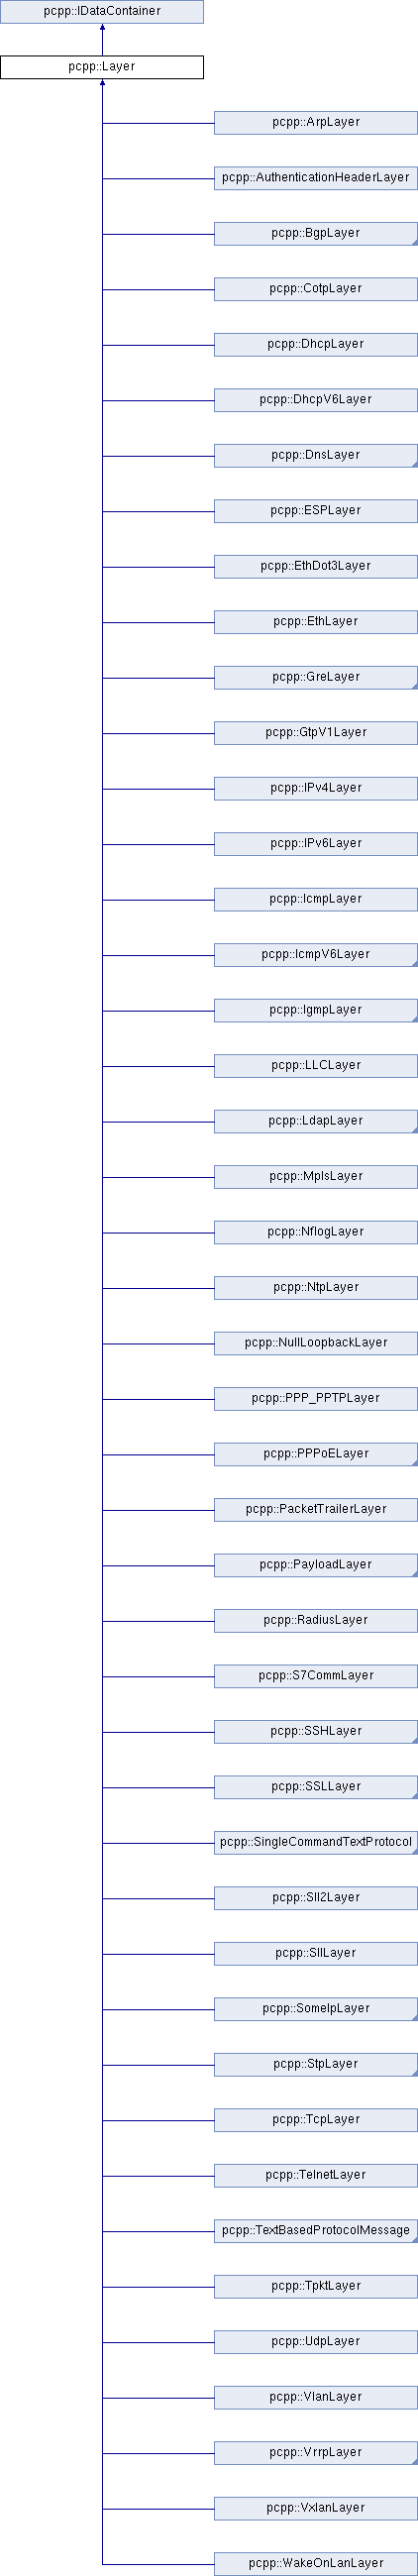 pcpp::IDataContainer
pcpp::Layer
pcpp::ArpLayer
pcpp::AuthenticationHeaderLayer
pcpp::BgpLayer
pcpp::CotpLayer
pcpp::DhcpLayer
pcpp::DhcpV6Layer
pcpp::DnsLayer
pcpp::ESPLayer
pcpp::EthDot3Layer
pcpp::EthLayer
pcpp::GreLayer
pcpp::GtpV1Layer
pcpp::IPv4Layer
pcpp::IPv6Layer
pcpp::IcmpLayer
pcpp::IcmpV6Layer
pcpp::IgmpLayer
pcpp::LLCLayer
pcpp::LdapLayer
pcpp::MplsLayer
pcpp::NflogLayer
pcpp::NtpLayer
pcpp::NullLoopbackLayer
pcpp::PPP_PPTPLayer
pcpp::PPPoELayer
pcpp::PacketTrailerLayer
pcpp::PayloadLayer
pcpp::RadiusLayer
pcpp::S7CommLayer
pcpp::SSHLayer
pcpp::SSLLayer
pcpp::SingleCommandTextProtocol
pcpp::Sll2Layer
pcpp::SllLayer
pcpp::SomeIpLayer
pcpp::StpLayer
pcpp::TcpLayer
pcpp::TelnetLayer
pcpp::TextBasedProtocolMessage
pcpp::TpktLayer
pcpp::UdpLayer
pcpp::VlanLayer
pcpp::VrrpLayer
pcpp::VxlanLayer
pcpp::WakeOnLanLayer